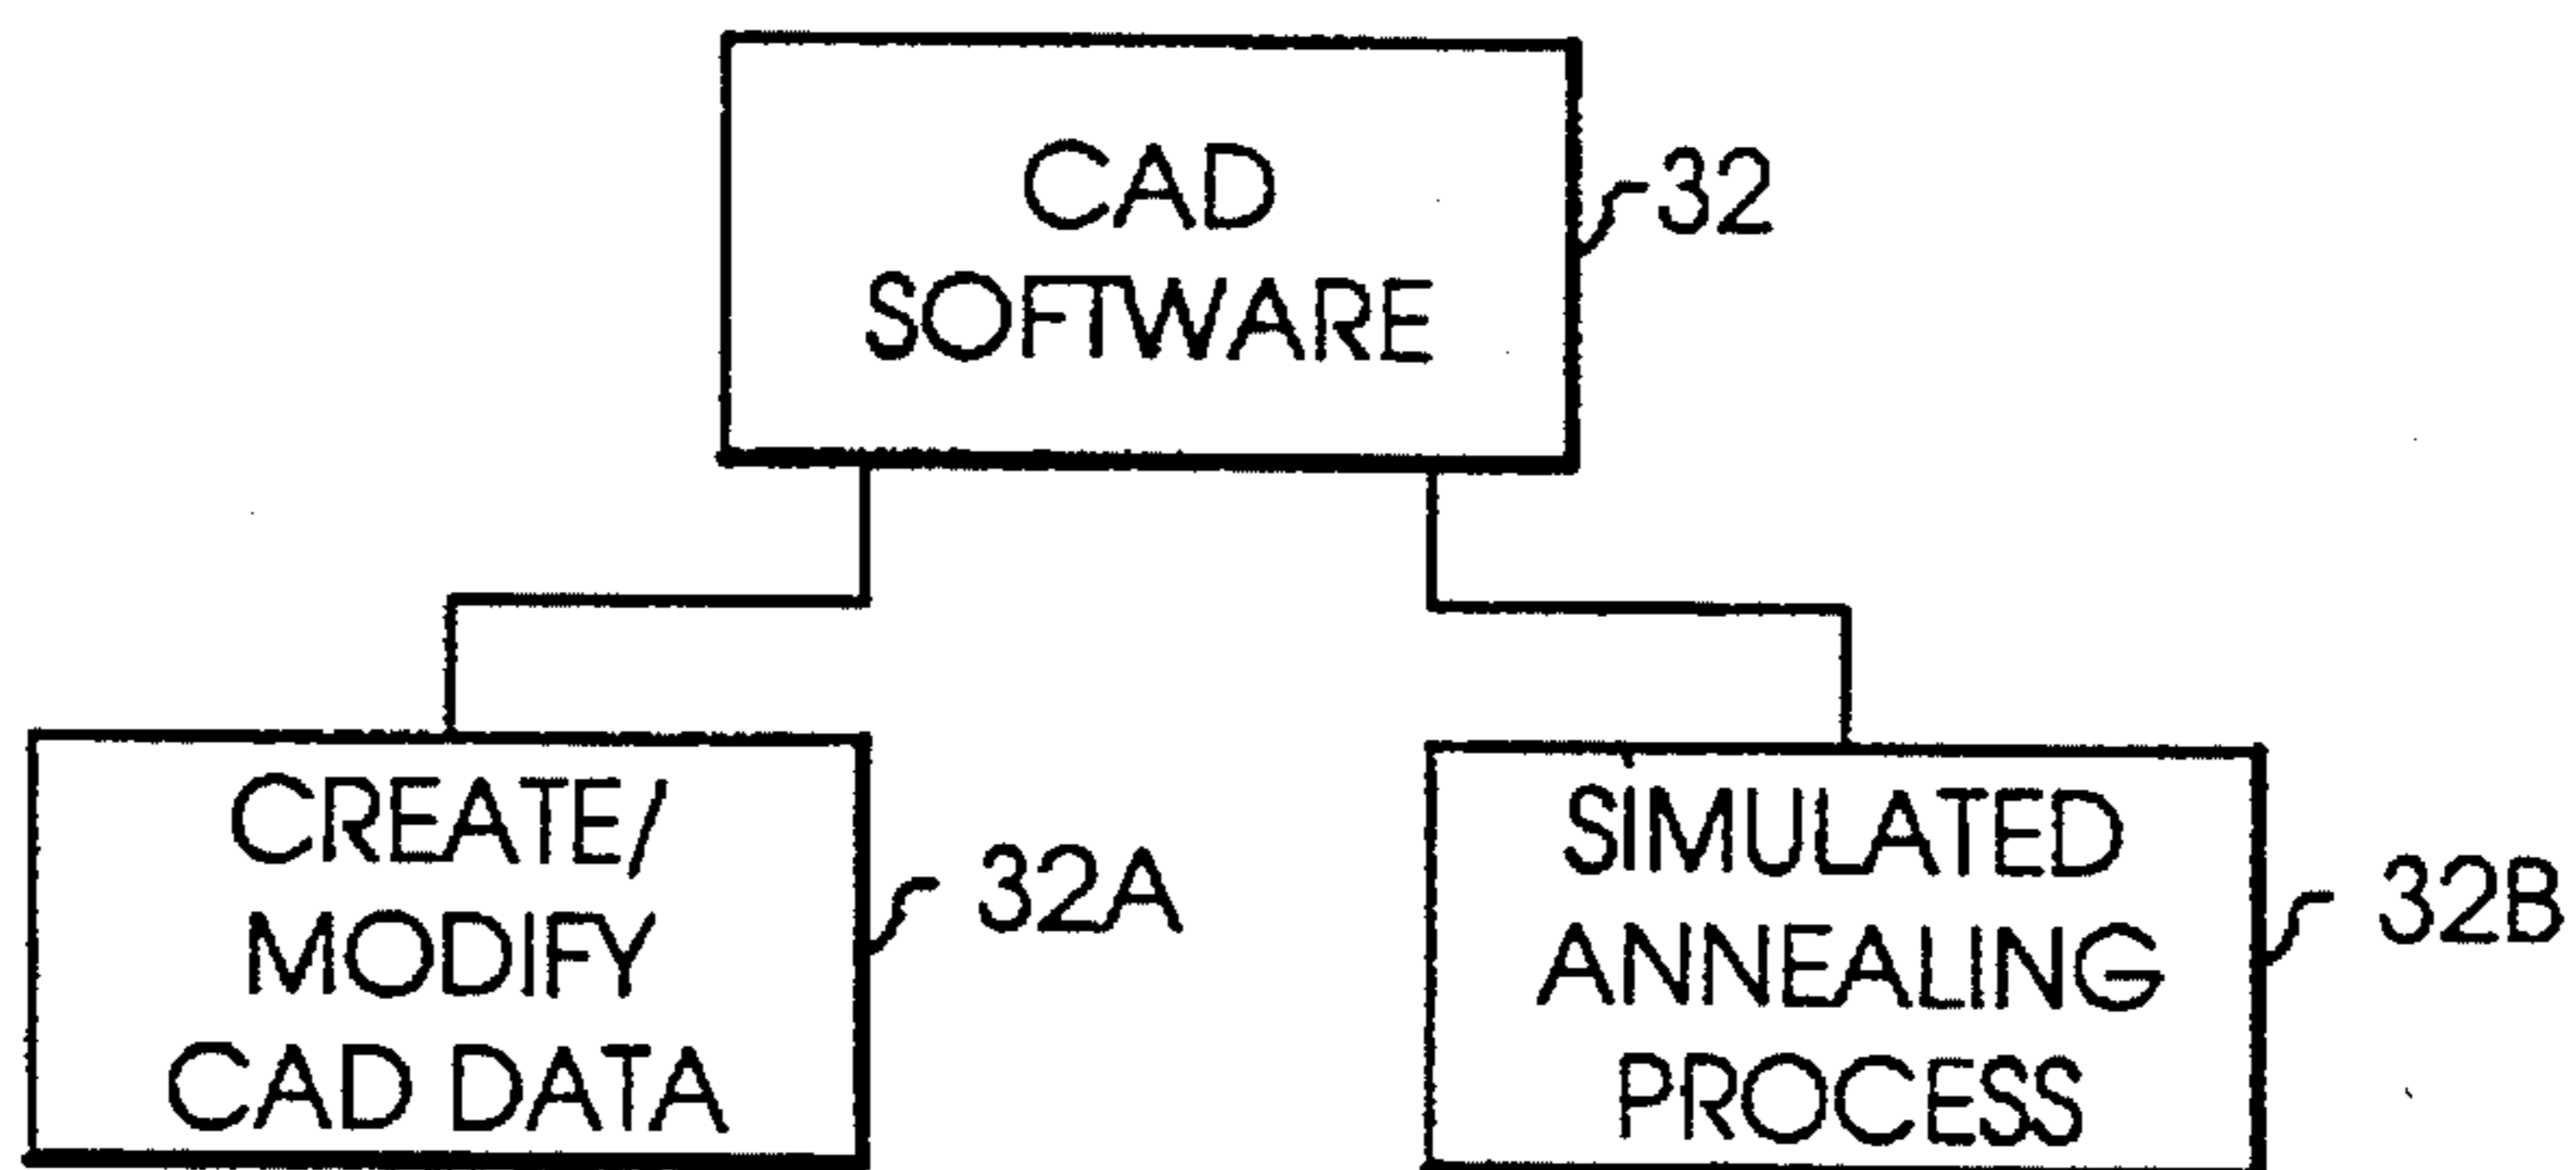 CAD
SOFTWARE
32
CREATE/
MODIFY
CAD DATA
32A
SIMULATED
ANNEALING
PROCESS
32B